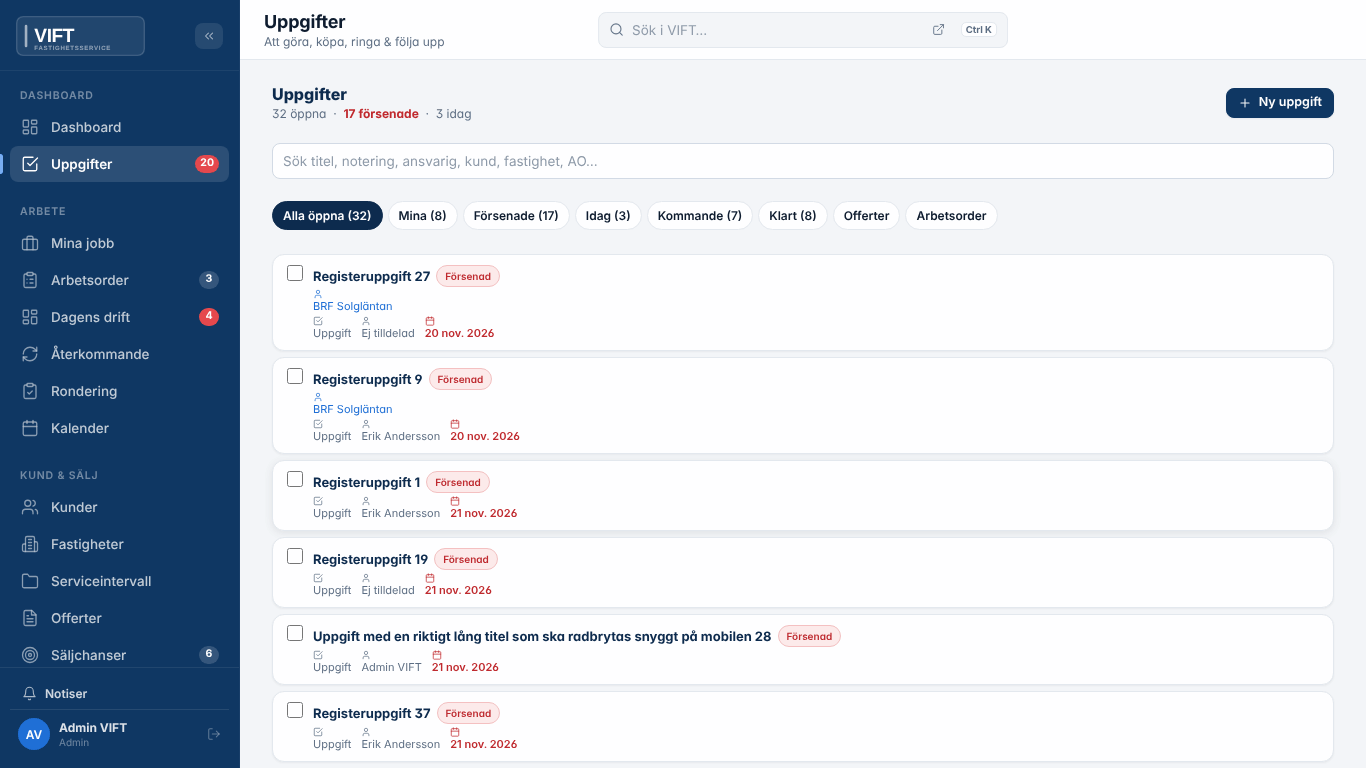 VIFT
FASTIGHETSSERVICE
DASHBOARD
Dashboard
Uppgifter 20
ARBETE
Mina jobb
Arbetsorder 3
Dagens drift 4
Återkommande
Rondering
Kalender
KUND & SÄLJ
Kunder
Fastigheter
Serviceintervall
Offerter
Säljchanser 6
Notiser
AV Admin VIFT
Admin
Uppgifter
Att göra, köpa, ringa & följa upp
Sök i VIFT... Ctrl K
Uppgifter
32 öppna · 17 försenade · 3 idag
+ Ny uppgift
Sök titel, notering, ansvarig, kund, fastighet, AO...
Alla öppna (32) Mina (8) Försenade (17) Idag (3) Kommande (7) Klart (8) Offerter Arbetsorder
Registeruppgift 27 Försenad
BRF Solgläntan
Uppgift Ej tilldelad 20 nov. 2026
Registeruppgift 9 Försenad
BRF Solgläntan
Uppgift Erik Andersson 20 nov. 2026
Registeruppgift 1 Försenad
Uppgift Erik Andersson 21 nov. 2026
Registeruppgift 19 Försenad
Uppgift Ej tilldelad 21 nov. 2026
Uppgift med en riktigt lång titel som ska radbrytas snyggt på mobilen 28 Försenad
Uppgift Admin VIFT 21 nov. 2026
Registeruppgift 37 Försenad
Uppgift Erik Andersson 21 nov. 2026